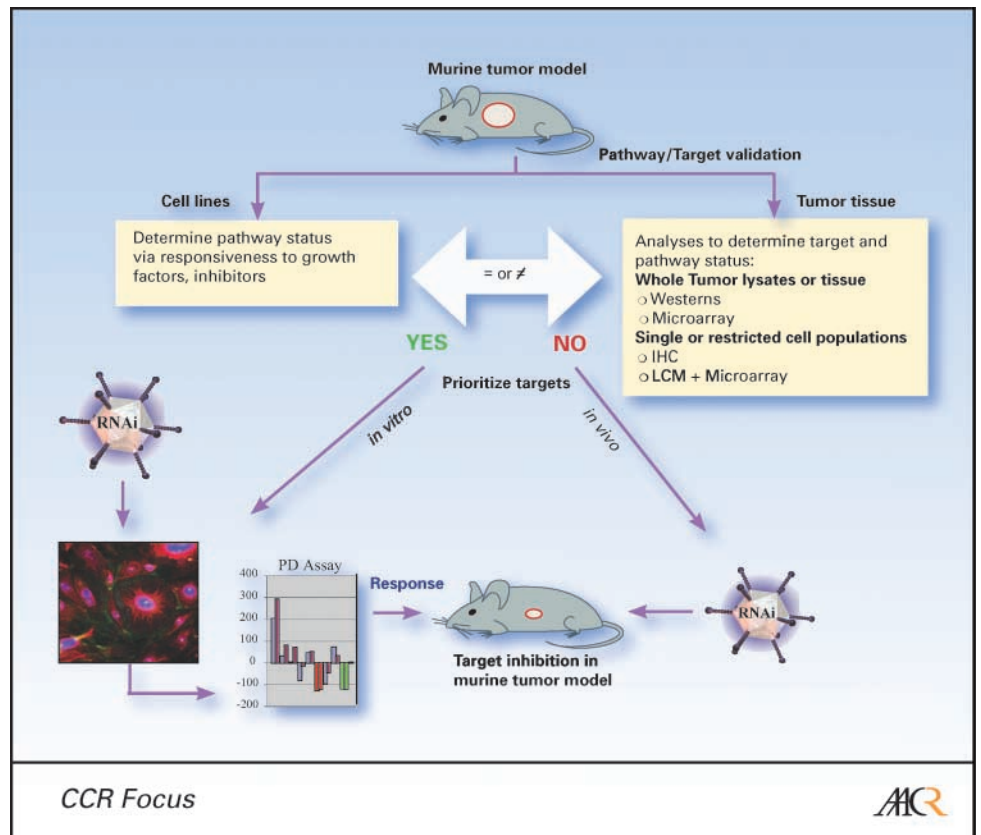 Murine tumor model
Pathway/Target validation
Cell lines
Tumor tissue
Determine pathway status
via responsiveness to growth
factors, inhibitors
= or ≠
Analyses to determine target and
pathway status:
Whole Tumor lysates or tissue
❍ Westerns
❍ Microarray
Single or restricted cell populations
❍ IHC
❍ LCM + Microarray
YES
NO
Prioritize targets
in vitro
in vivo
RNAi
PD Assay
400
300
200
100
0
-100
-200
Response
RNAi
Target inhibition in
murine tumor model
CCR Focus
AACR